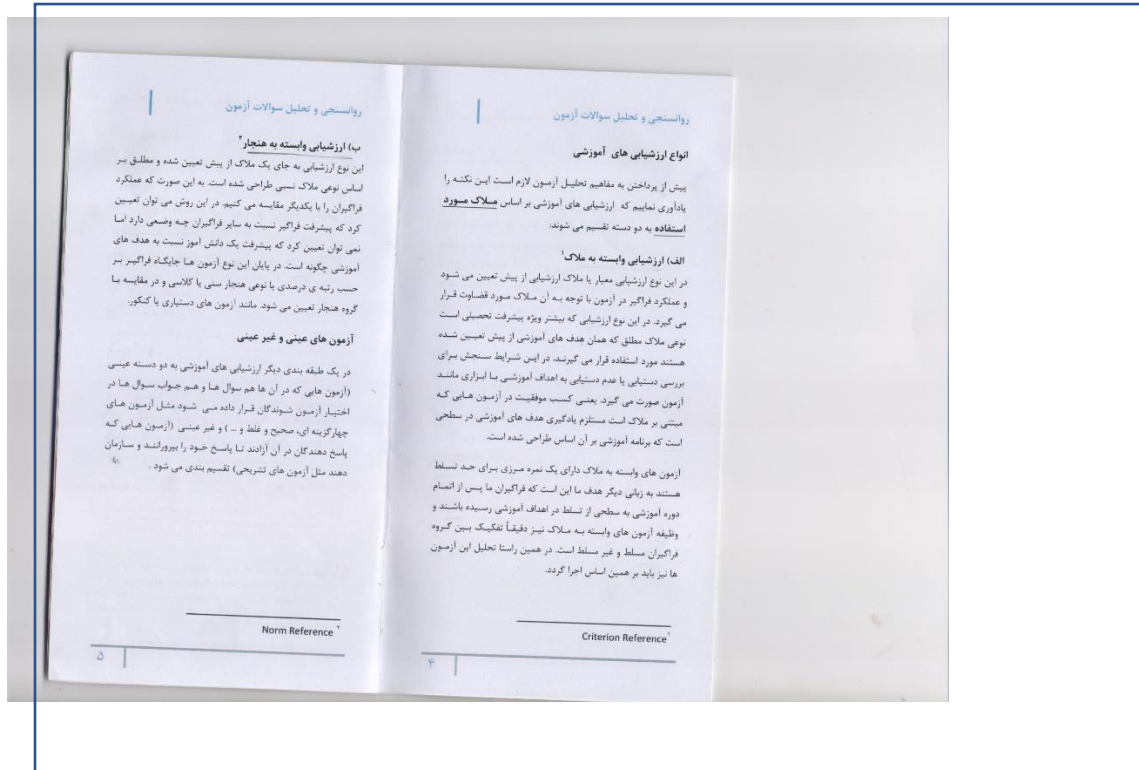 روانسنجی و تحلیل سوالات آزمون
انواع ارزشیابی های آموزشی
پیش از پرداختن به مفاهیم تحلیل آزمون لازم است این نکته را
یادآوری نماییم که ارزشیابی های آموزشی بر اساس ملاک مورد
استفاده به دو دسته تقسیم می شوند:
الف) ارزشیابی وابسته به ملاک۱
در این نوع ارزشیابی معیار یا ملاک ارزشیابی از پیش تعیین می شود
و عملکرد فراگیر در آزمون با توجه به آن ملاک مورد قضاوت قرار
می گیرد. در این نوع ارزشیابی که بیشتر ویژه پیشرفت تحصیلی است
نوعی ملاک مطلق که همان هدف های آموزشی از پیش تعیین شده
هستند مورد استفاده قرار می گیرند. در این شرایط سنجش برای
بررسی دستیابی یا عدم دستیابی به اهداف آموزشی با ابزاری مانند
آزمون صورت می گیرد. یعنی کسب موفقیت در آزمون هایی که
مبتنی بر ملاک است مستلزم یادگیری هدف های آموزشی در سطحی
است که برنامه آموزشی بر آن اساس طراحی شده است.
آزمون های وابسته به ملاک دارای یک نمره مرزی برای حد تسلط
هستند به زبانی دیگر هدف ما این است که فراگیران ما پس از اتمام
دوره آموزشی به سطحی از تسلط در اهداف آموزشی رسیده باشند و
وظیفه آزمون های وابسته به ملاک نیز دقیقاً تفکیک بین گروه
فراگیران مسلط و غیر مسلط است. در همین راستا تحلیل این آزمون
ها نیز باید بر همین اساس اجرا گردد.
۱ Criterion Reference
۴
روانسنجی و تحلیل سوالات آزمون
ب) ارزشیابی وابسته به هنجار۲
این نوع ارزشیابی به جای یک ملاک از پیش تعیین شده و مطلق بر
اساس نوعی ملاک نسبی طراحی شده است. به این صورت که عملکرد
فراگیران را با یکدیگر مقایسه می کنیم. در این روش می توان تعیین
کرد که پیشرفت فراگیر نسبت به سایر فراگیران چه وضعی دارد اما
نمی توان تعیین کرد که پیشرفت یک دانش آموز نسبت به هدف های
آموزشی چگونه است. در پایان این نوع آزمون ها جایگاه فراگیر بر
حسب رتبه ی درصدی یا نوعی هنجار سنی یا کلاسی و در مقایسه با
گروه هنجار تعیین می شود. مانند آزمون های دستیاری یا کنکور.
آزمون های عینی و غیر عینی
در یک طبقه بندی دیگر ارزشیابی های آموزشی به دو دسته عینی
(آزمون هایی که در آن ها هم سوال ها و هم جواب سوال ها در
اختیار آزمون شوندگان قرار داده می شود مثل آزمون های
چهارگزینه ای، صحیح و غلط و ...) و غیر عینی (آزمون هایی که
پاسخ دهندگان در آن آزادند تا پاسخ خود را بپرورانند و سازمان
دهند مثل آزمون های تشریحی) تقسیم بندی می شود .
۲ Norm Reference
۵